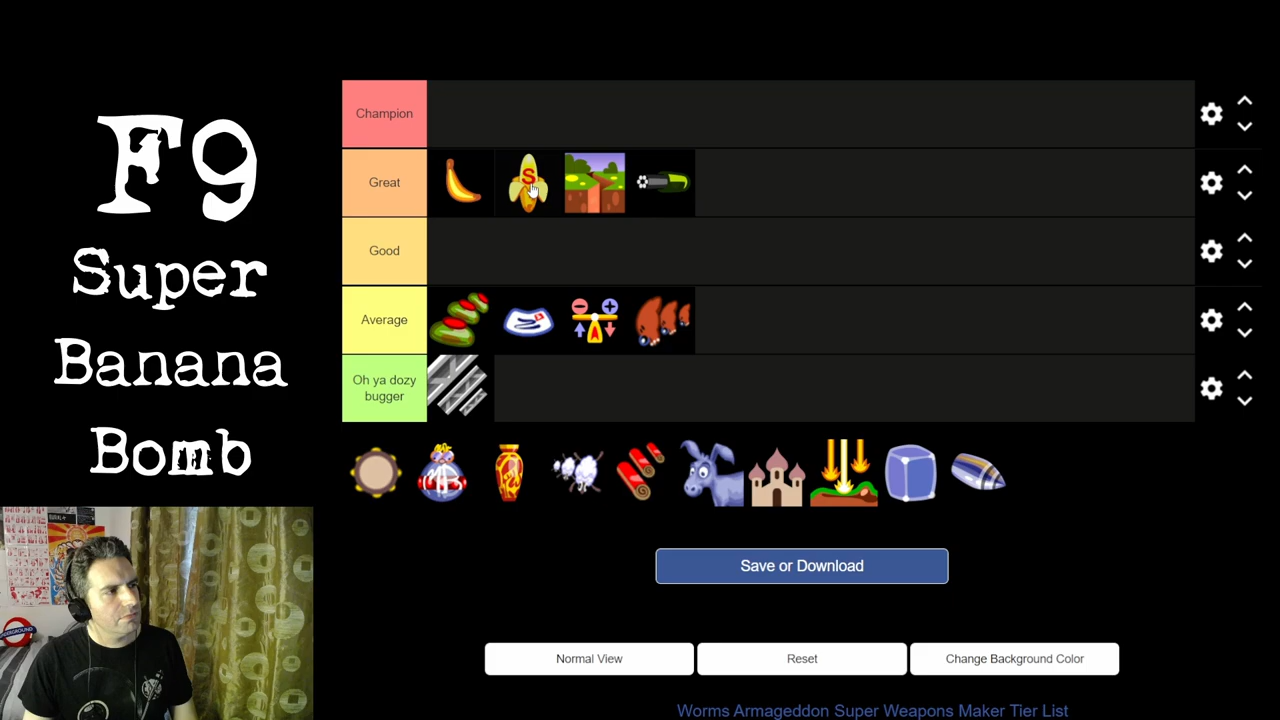 F9
Super
Banana
Bomb
Champion
Great
S
Good
Average
Oh ya dozy
bugger
Save or Download
Normal View
Reset
Change Background Color
Worms Armageddon Super Weapons Maker Tier List
UNDERGROUND